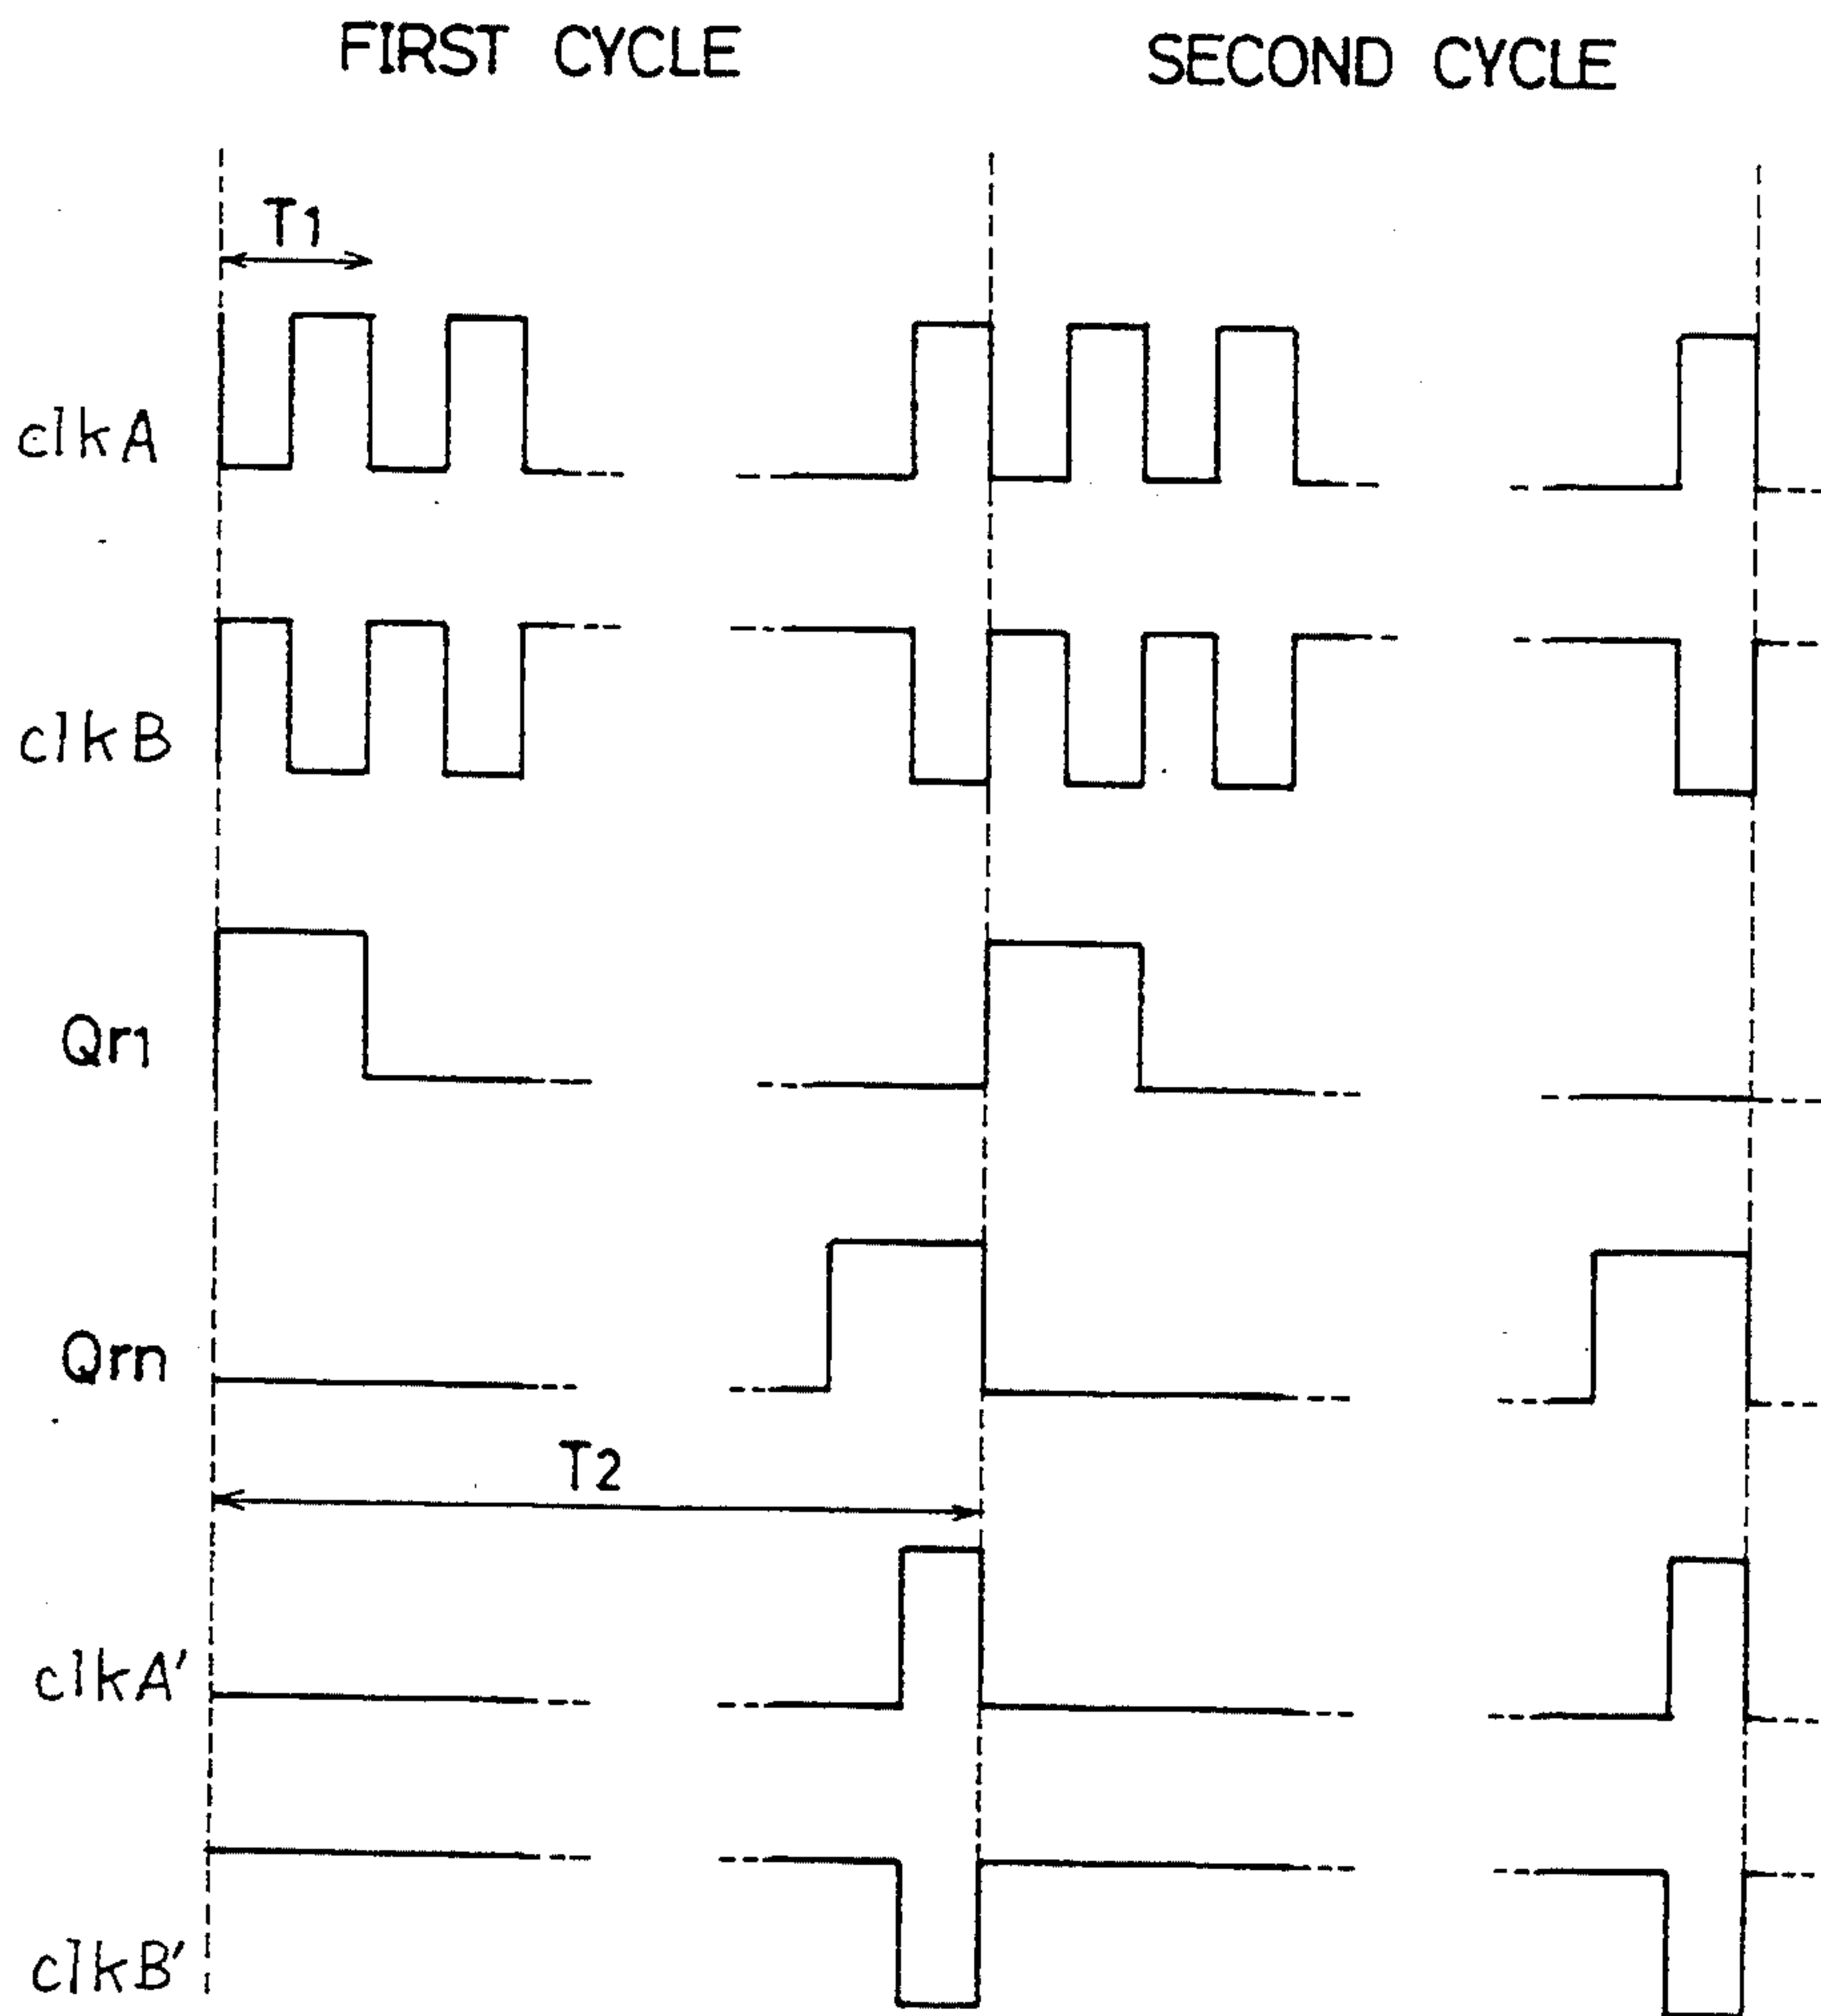 FIRST CYCLE
SECOND CYCLE
T1
clkA
clkB
Qr1
Qrn
T2
clkA'
clkB'